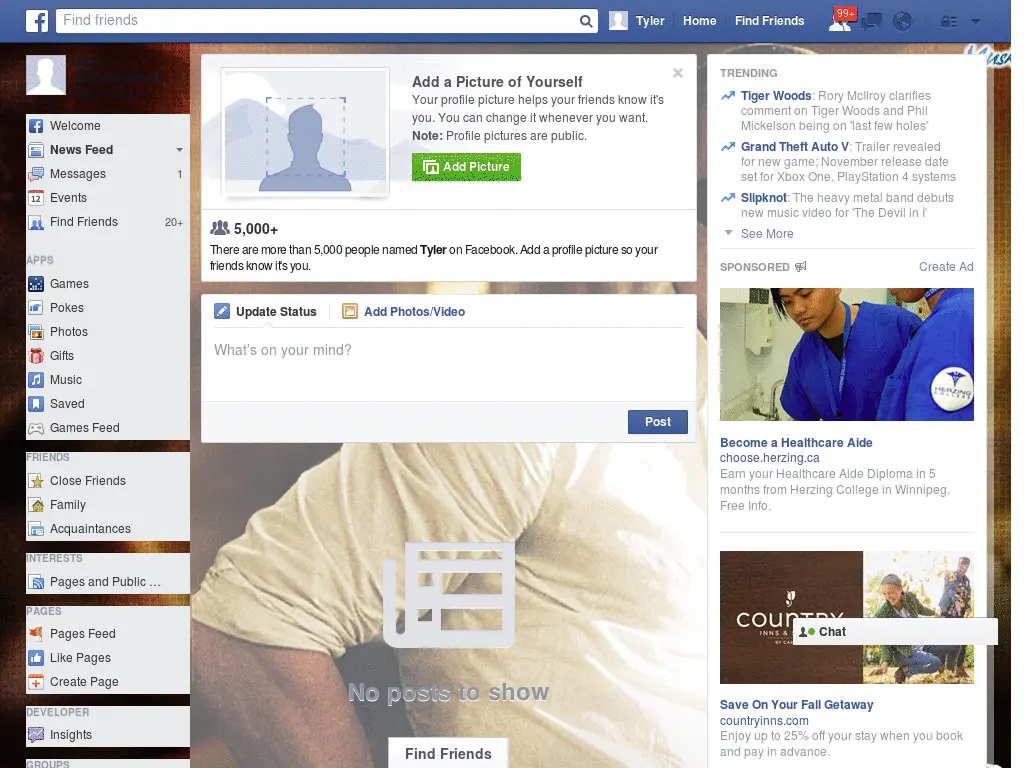 Find friends
Tyler Home Find Friends 99+
Welcome
News Feed
Messages 1
Events
Find Friends 20+
APPS
Games
Pokes
Photos
Gifts
Music
Saved
Games Feed
FRIENDS
Close Friends
Family
Acquaintances
INTERESTS
Pages and Public ...
PAGES
Pages Feed
Like Pages
Create Page
DEVELOPER
Insights
GROUPS
Add a Picture of Yourself
Your profile picture helps your friends know it's
you. You can change it whenever you want.
Note: Profile pictures are public.
Add Picture
5,000+
There are more than 5,000 people named Tyler on Facebook. Add a profile picture so your
friends know it's you.
Update Status Add Photos/Video
What's on your mind?
Post
No posts to show
Find Friends
TRENDING
Tiger Woods: Rory McIlroy clarifies
comment on Tiger Woods and Phil
Mickelson being on 'last few holes'
Grand Theft Auto V: Trailer revealed
for new game; November release date
set for Xbox One, PlayStation 4 systems
Slipknot: The heavy metal band debuts
new music video for 'The Devil in I'
See More
SPONSORED Create Ad
HERZING
COLLEGE
Become a Healthcare Aide
choose.herzing.ca
Earn your Healthcare Aide Diploma in 5
months from Herzing College in Winnipeg.
Free Info.
COUNTRY
INNS &
Chat
Save On Your Fall Getaway
countryinns.com
Enjoy up to 25% off your stay when you book
and pay in advance.